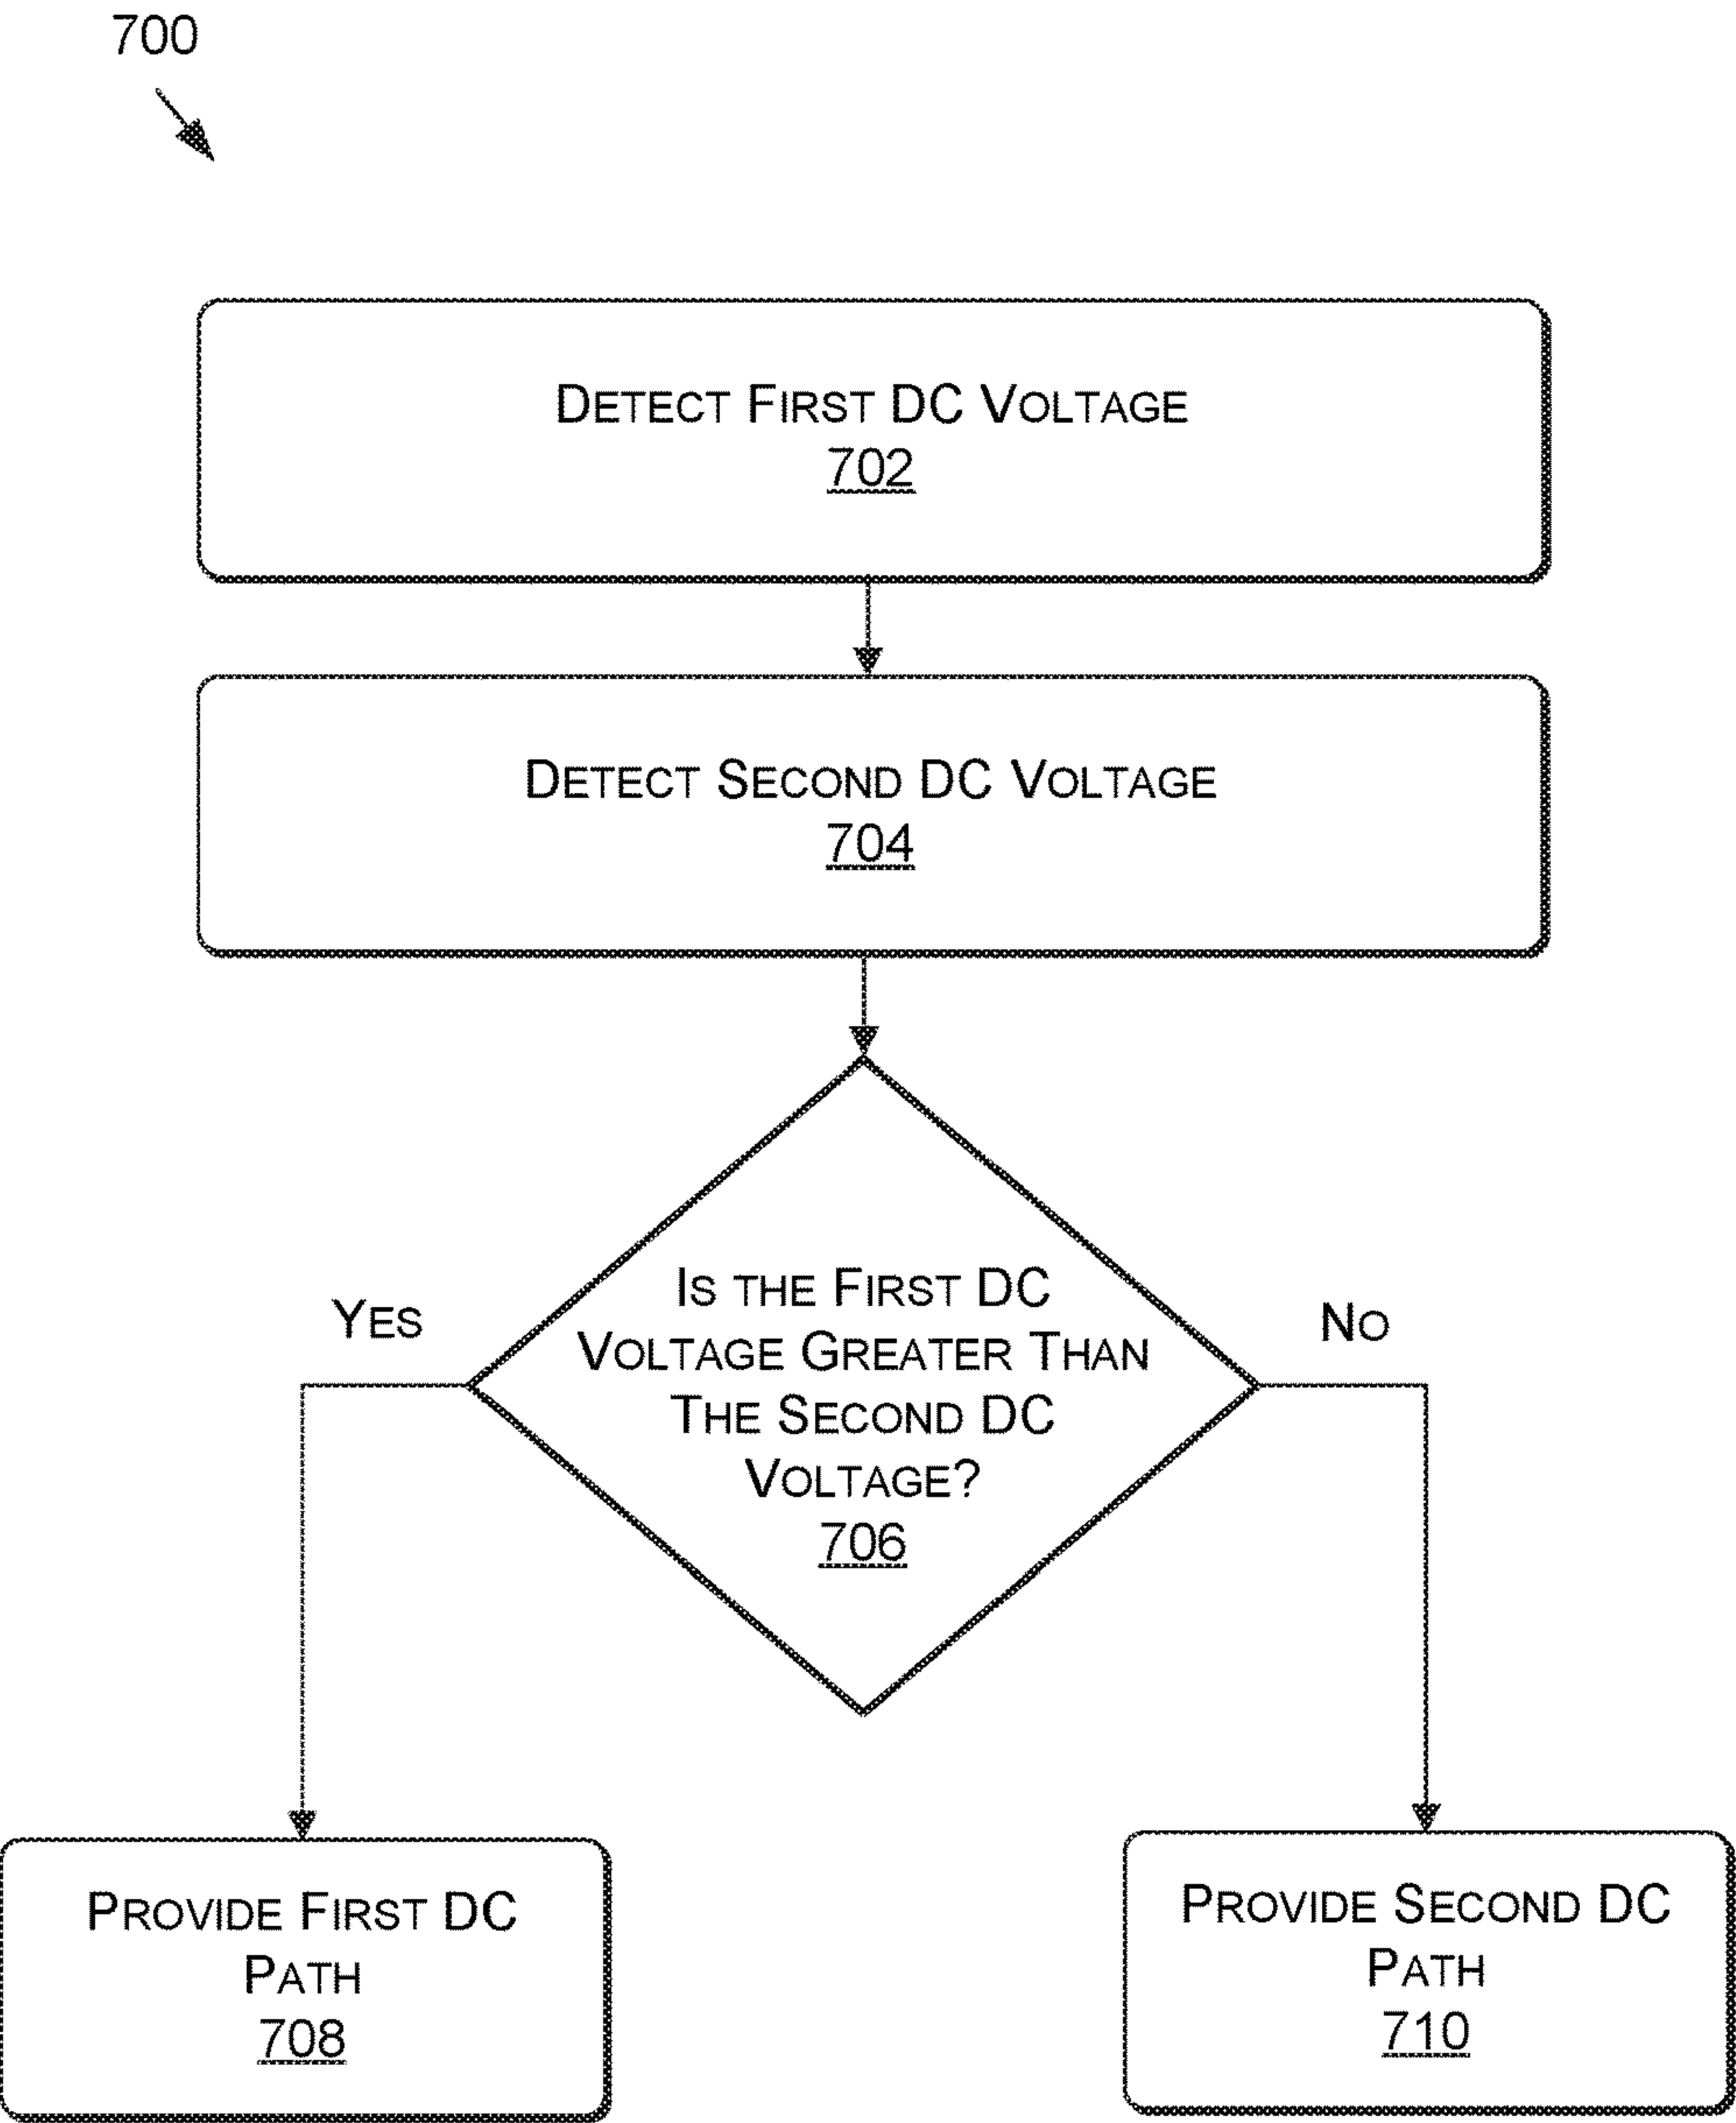 700
DETECT FIRST DC VOLTAGE
702
DETECT SECOND DC VOLTAGE
704
IS THE FIRST DC
VOLTAGE GREATER THAN
THE SECOND DC
VOLTAGE?
706
YES
NO
PROVIDE FIRST DC
PATH
708
PROVIDE SECOND DC
PATH
710